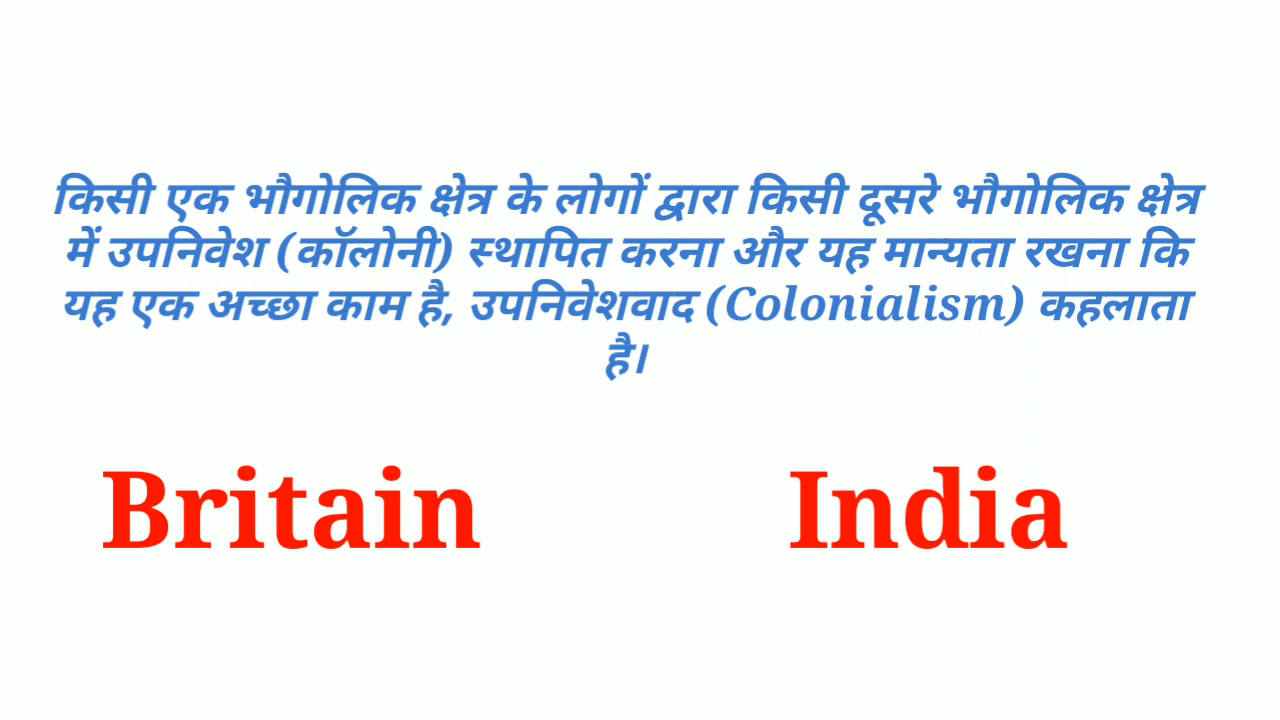 किसी एक भौगोलिक क्षेत्र के लोगों द्वारा किसी दूसरे भौगोलिक क्षेत्र
में उपनिवेश (कॉलोनी) स्थापित करना और यह मान्यता रखना कि
यह एक अच्छा काम है, उपनिवेशवाद (Colonialism) कहलाता
है।
Britain India